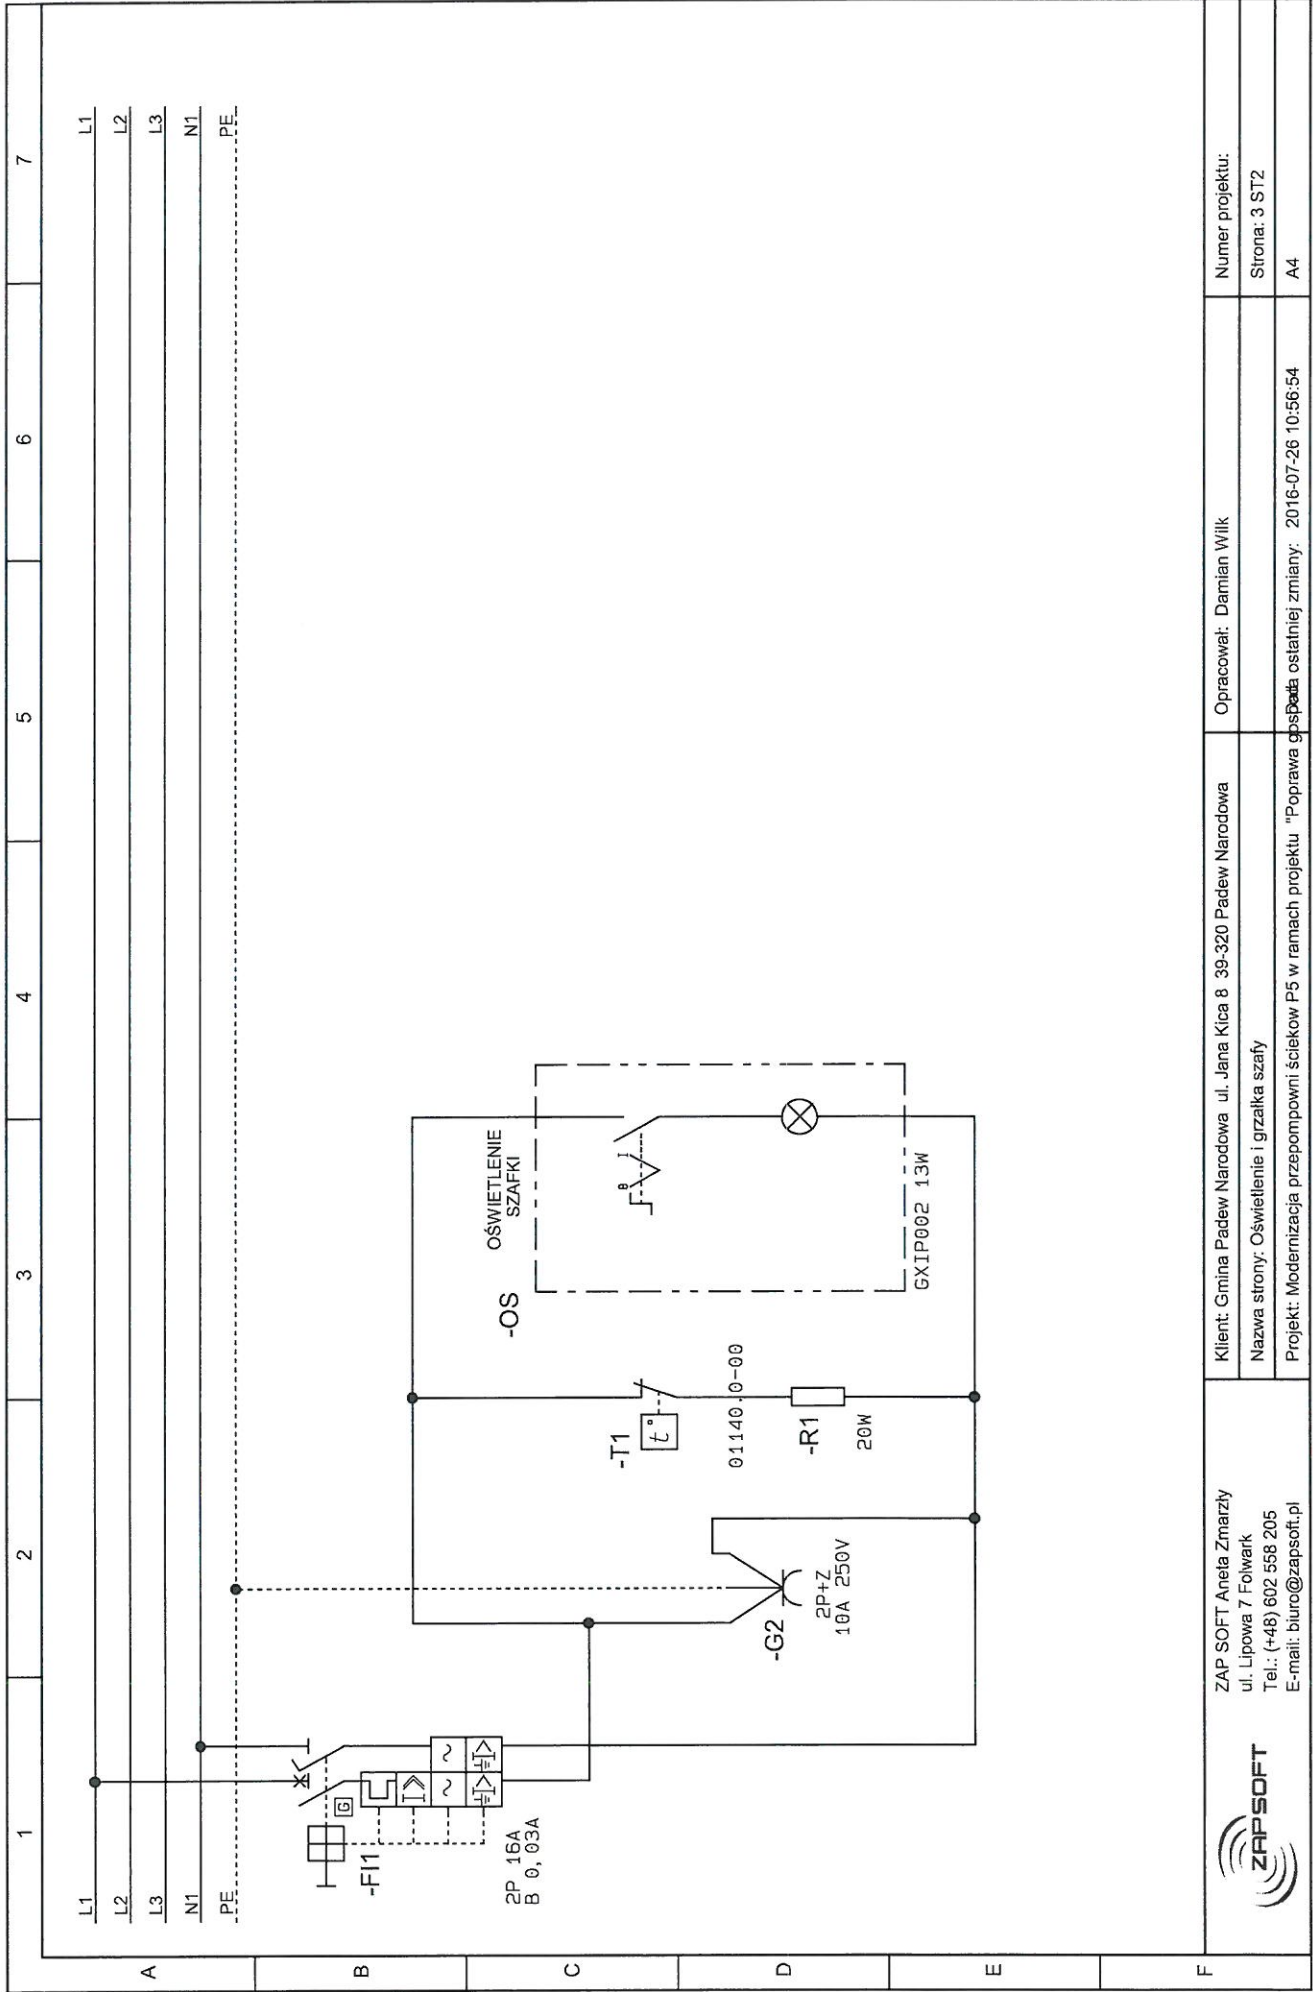 1 2 3 4 5 6 7
A
B
C
D
E
F
L1 L1
L2 L2
L3 L3
N1 N1
PE PE
-FI1
G
2P 16A
B 0,03A
-G2
2P+Z
10A 250V
-T1
t°
01140.0-00
-R1
20W
-OS
OŚWIETLENIE
SZAFKI
0 I
GXIP002 13W
ZAPSOFT
ZAP SOFT Aneta Zmarzły
ul. Lipowa 7 Folwark
Tel.: (+48) 602 558 205
E-mail: biuro@zapsoft.pl
Klient: Gmina Padew Narodowa ul. Jana Kica 8 39-320 Padew Narodowa
Nazwa strony: Oświetlenie i grzałka szafy
Projekt: Modernizacja przepompowni ściekow P5 w ramach projektu "Poprawa
Opracował: Damian Wilk
ostatniej zmiany: 2016-07-26 10:56:54
Numer projektu:
Strona: 3 ST2
A4